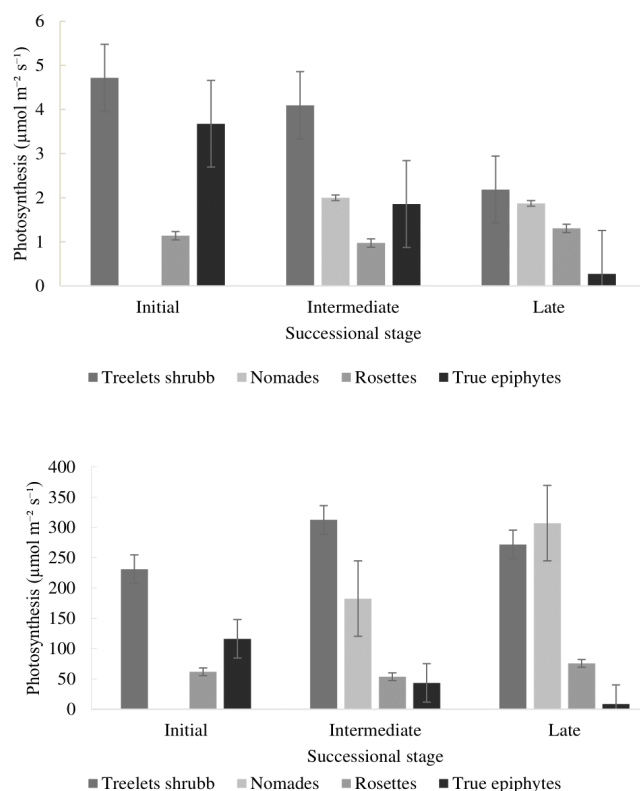 Photosynthesis (µmol m⁻² s⁻¹)
6
5
4
3
2
1
0
Initial Intermediate Late
Successional stage
Treelets shrubb Nomades Rosettes True epiphytes
Photosynthesis (µmol m⁻² s⁻¹)
400
350
300
250
200
150
100
50
0
Initial Intermediate Late
Successional stage
Treelets shrubb Nomades Rosettes True epiphytes